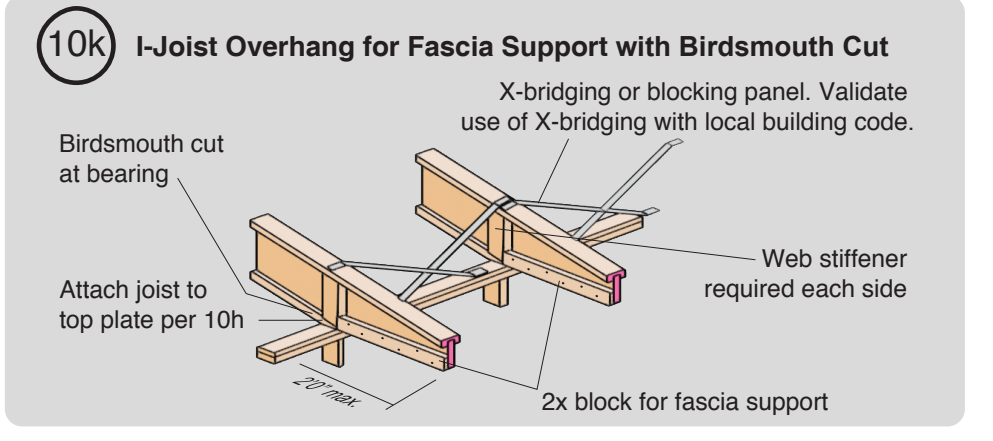 10k I-Joist Overhang for Fascia Support with Birdsmouth Cut
X-bridging or blocking panel. Validate
use of X-bridging with local building code.
Birdsmouth cut
at bearing
Web stiffener
required each side
Attach joist to
top plate per 10h
2'0" max.
2x block for fascia support